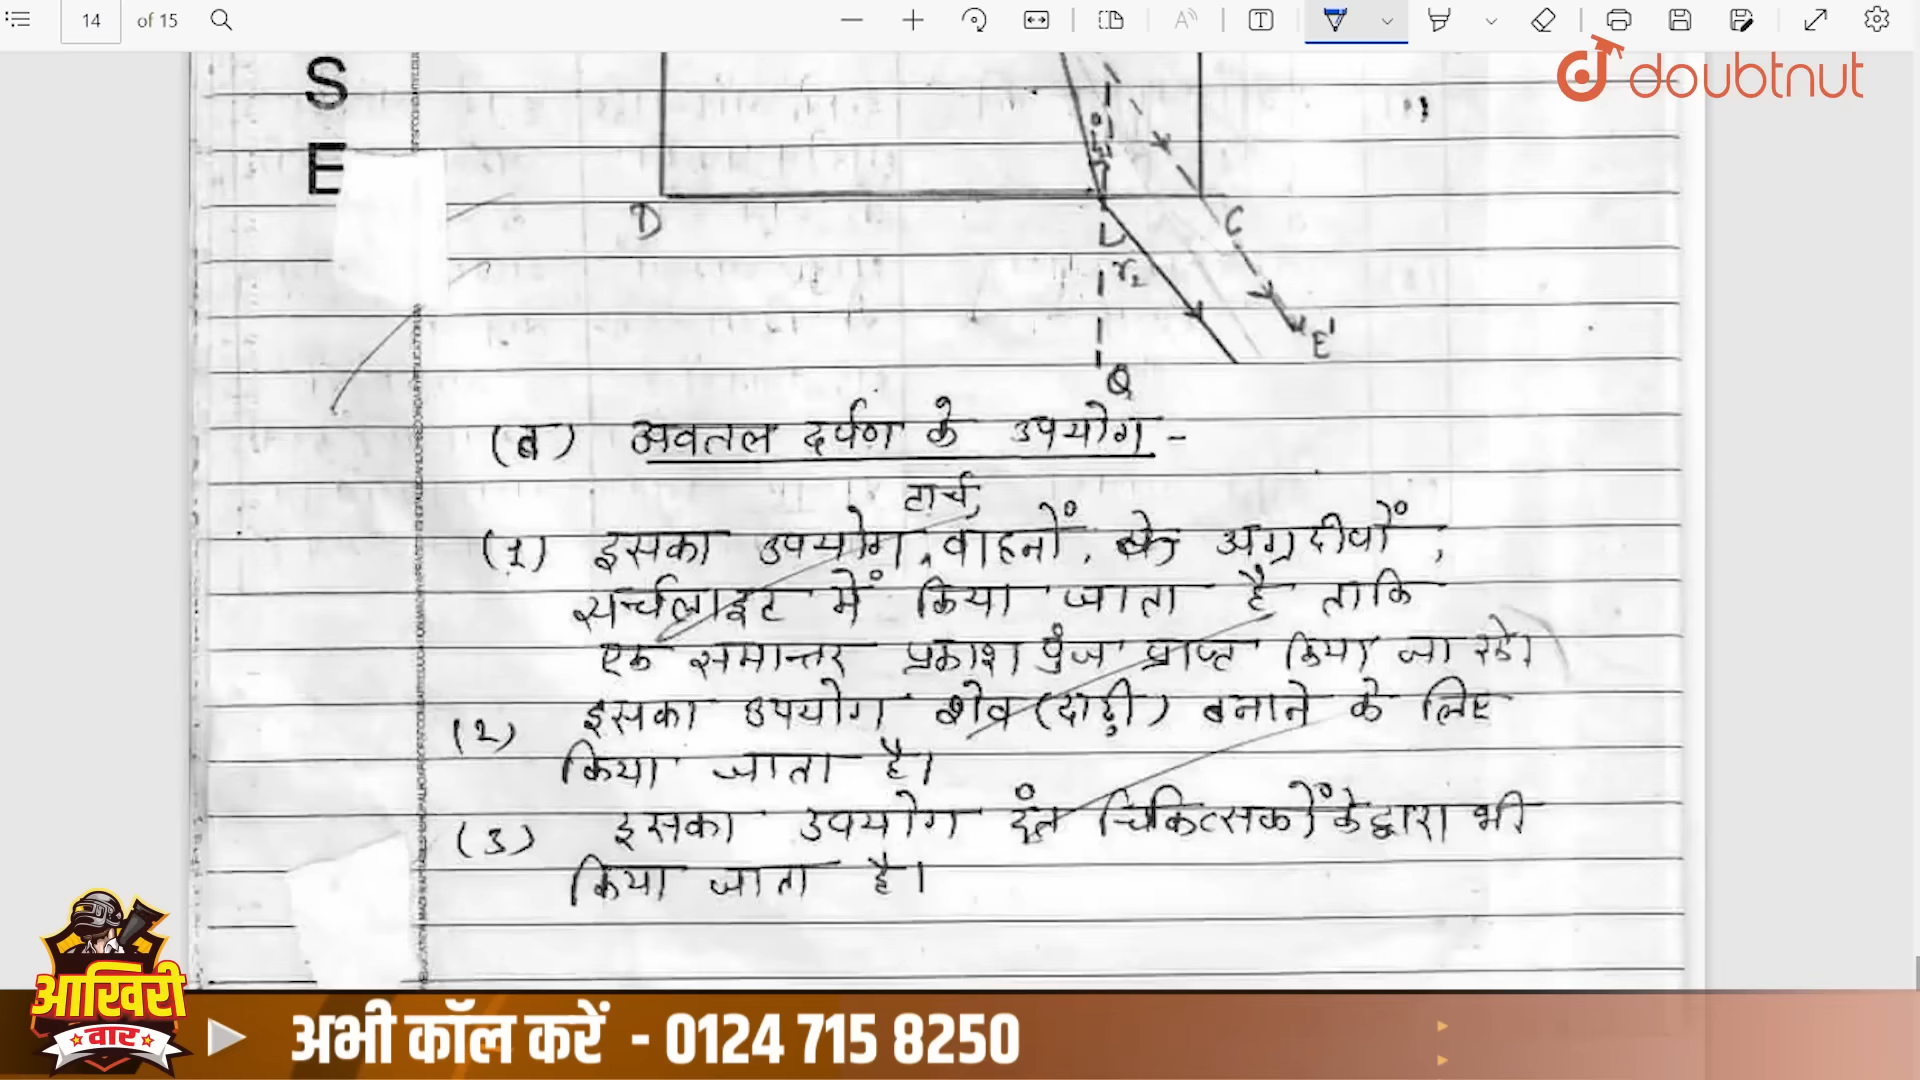 14 of 15
doubtnut
S
E
D
L
C
r₂
E'
Q
(ब) अवतल दर्पण के उपयोग -
टार्च,
(1) इसका उपयोग, वाहनों, के अग्रदीपों,
सर्चलाइट में किया जाता है ताकि
एक समान्तर प्रकाश पुंज प्राप्त किया जा सके।
(2) इसका उपयोग शेव (दाढ़ी) बनाने के लिए
किया जाता है।
(3) इसका उपयोग दंत चिकित्सकों के द्वारा भी
किया जाता है।
आखिरी
वार
अभी कॉल करें - 0124 715 8250